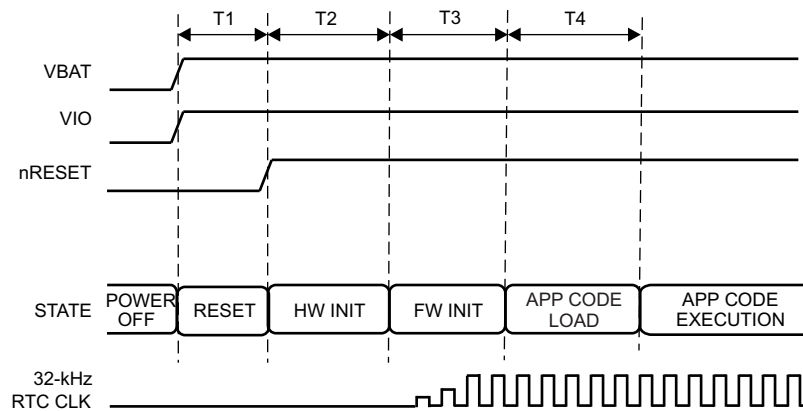 T1 T2 T3 T4
VBAT
VIO
nRESET
STATE
POWER
OFF
RESET
HW INIT
FW INIT
APP CODE
LOAD
APP CODE
EXECUTION
32-kHz
RTC CLK